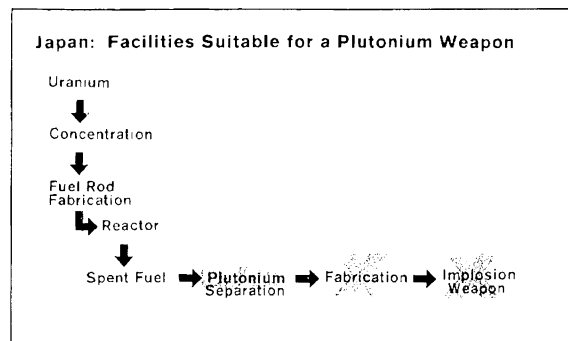 Japan: Facilities Suitable for a Plutonium Weapon
Uranium
Concentration
Fuel Rod
Fabrication
Reactor
Spent Fuel
Plutonium
Separation
Fabrication
Implosion
Weapon